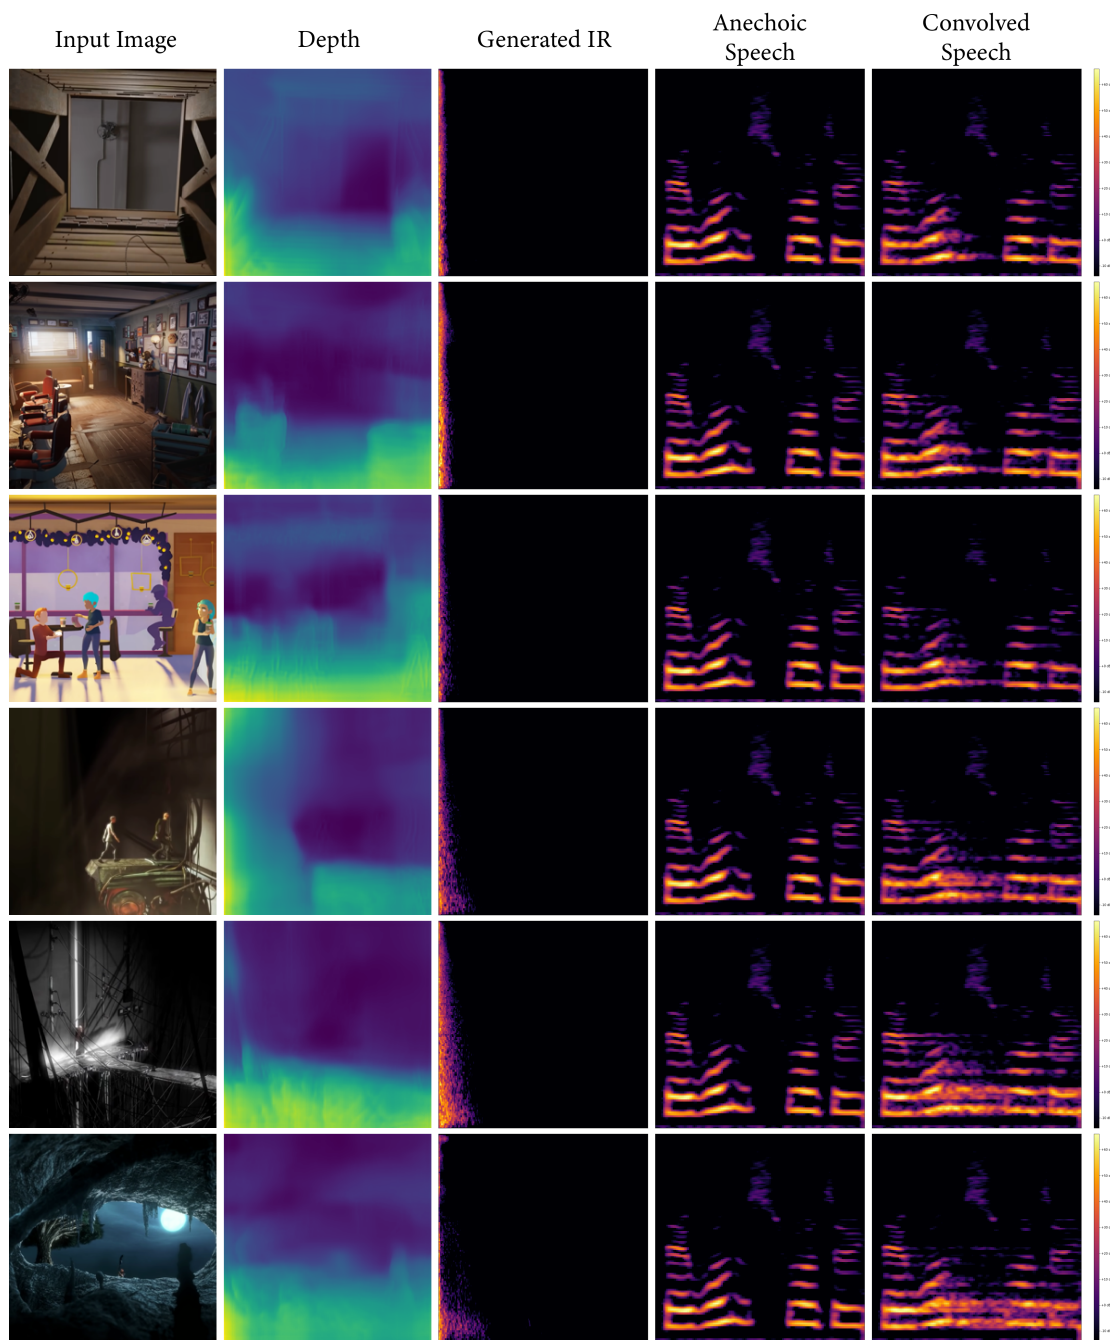 Input Image
Depth
Generated IR
Anechoic
Speech
Convolved
Speech